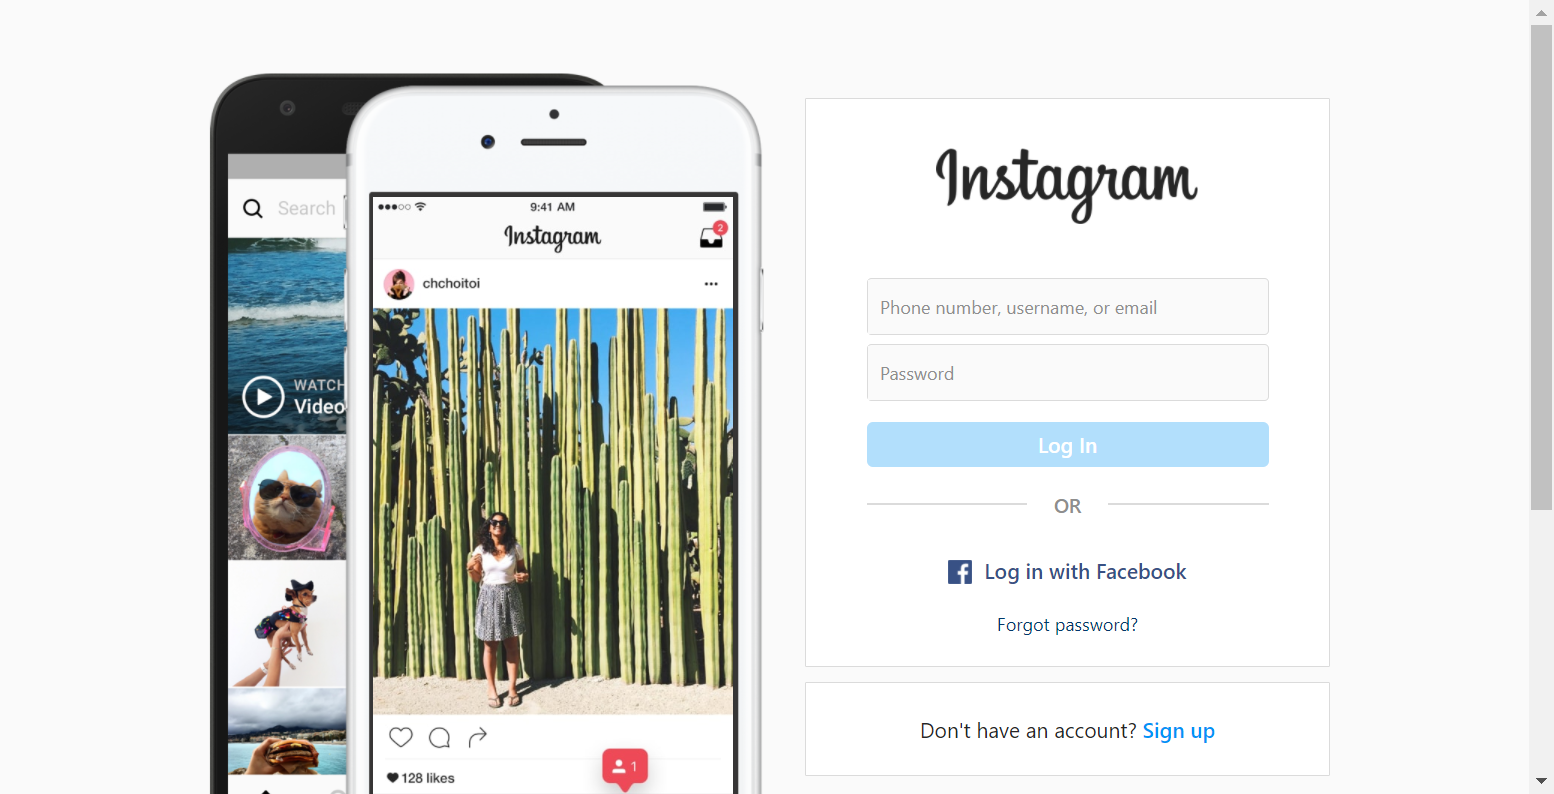 Search
WATCH
Video
9:41 AM
Instagram
2
chchoitoi
128 likes
1
Instagram
Phone number, username, or email
Password
Log In
OR
Log in with Facebook
Forgot password?
Don't have an account? Sign up